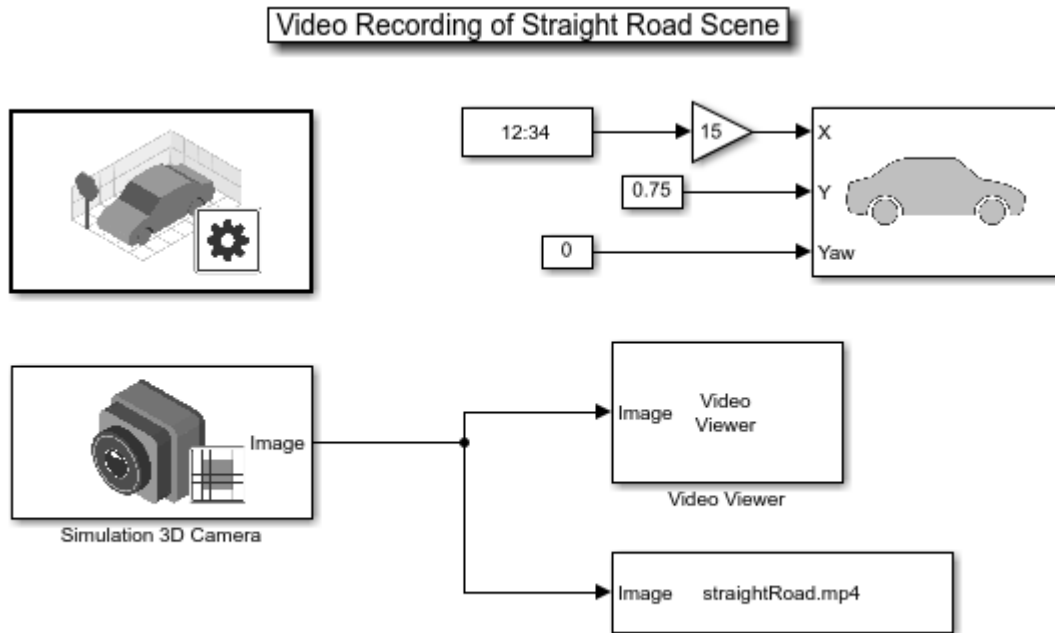 Video Recording of Straight Road Scene
12:34
15
X
0.75
Y
0
Yaw
Image
Simulation 3D Camera
Image
Video
Viewer
Video Viewer
Image
straightRoad.mp4